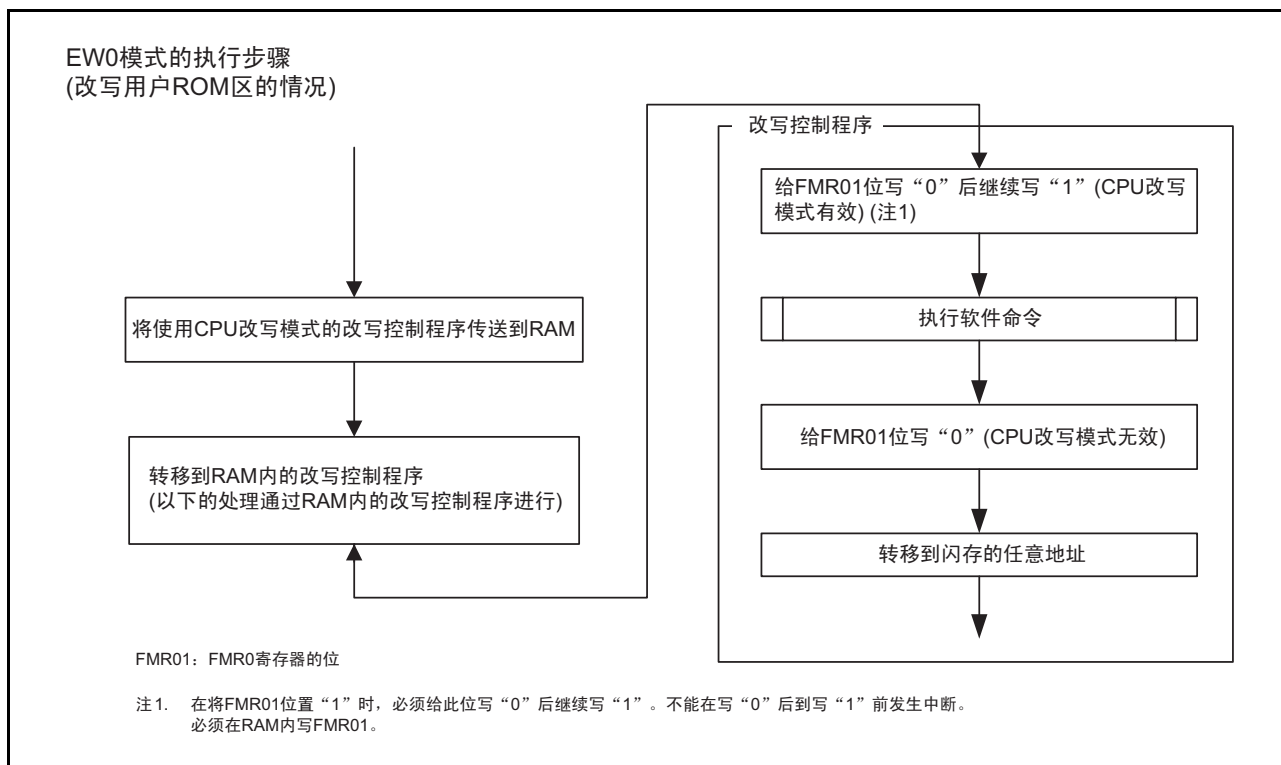 EW0模式的执行步骤
(改写用户ROM区的情况)
将使用CPU改写模式的改写控制程序传送到RAM
转移到RAM内的改写控制程序
(以下的处理通过RAM内的改写控制程序进行)
改写控制程序
给FMR01位写“0”后继续写“1”(CPU改写
模式有效) (注1)
执行软件命令
给FMR01位写“0”(CPU改写模式无效)
转移到闪存的任意地址
FMR01：FMR0寄存器的位
注1. 在将FMR01位置“1”时，必须给此位写“0”后继续写“1”。不能在写“0”后到写“1”前发生中断。
必须在RAM内写FMR01。